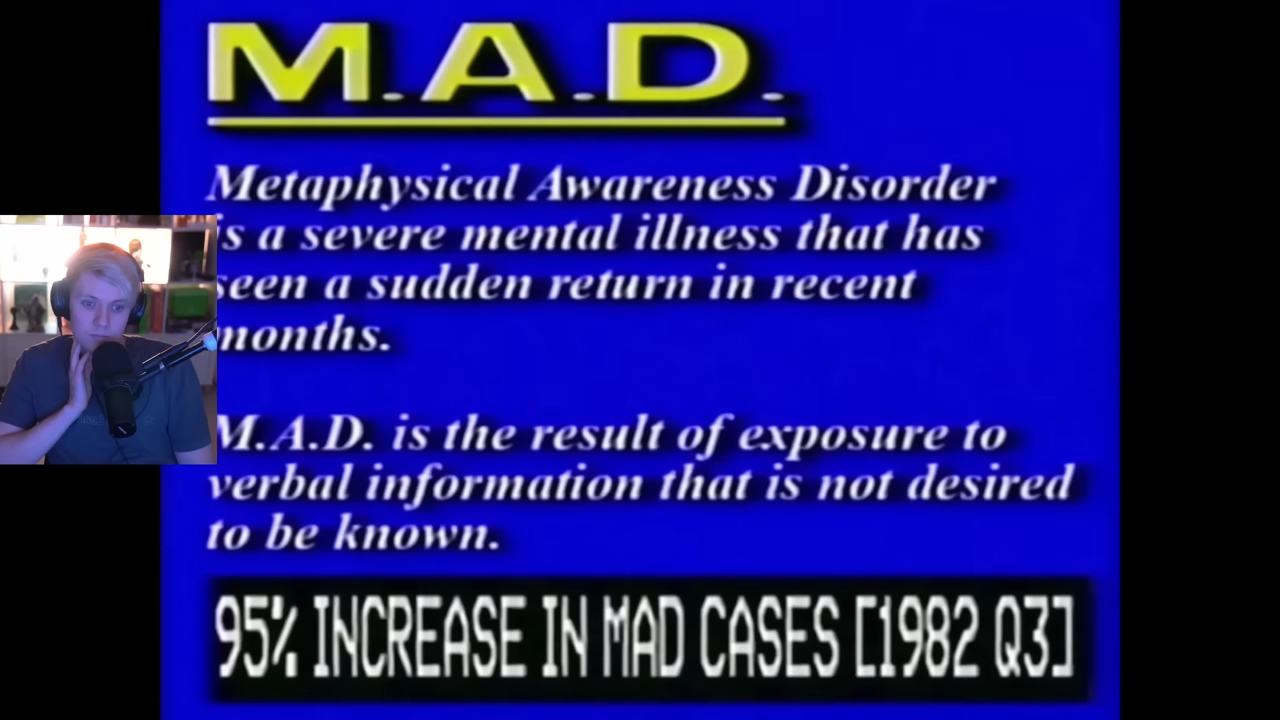 M.A.D.
Metaphysical Awareness Disorder
is a severe mental illness that has
seen a sudden return in recent
months.
M.A.D. is the result of exposure to
verbal information that is not desired
to be known.
95% INCREASE IN MAD CASES [1982 Q3]